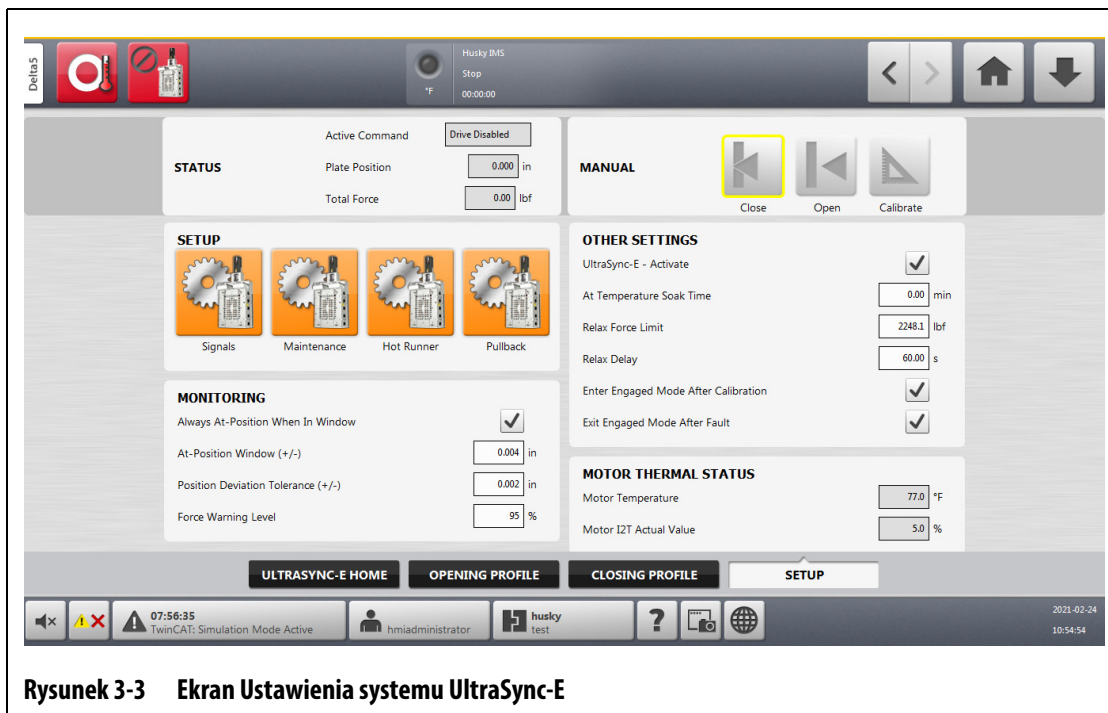 Delta5
°F
Husky IMS
Stop
00:00:00
STATUS
Active Command Drive Disabled
Plate Position 0.000 in
Total Force 0.00 lbf
MANUAL
Close Open Calibrate
SETUP
Signals Maintenance Hot Runner Pullback
MONITORING
Always At-Position When In Window
At-Position Window (+/-) 0.004 in
Position Deviation Tolerance (+/-) 0.002 in
Force Warning Level 95 %
OTHER SETTINGS
UltraSync-E - Activate
At Temperature Soak Time 0.00 min
Relax Force Limit 2248.1 lbf
Relax Delay 60.00 s
Enter Engaged Mode After Calibration
Exit Engaged Mode After Fault
MOTOR THERMAL STATUS
Motor Temperature 77.0 °F
Motor I2T Actual Value 5.0 %
ULTRASYNC-E HOME OPENING PROFILE CLOSING PROFILE SETUP
07:56:35
TwinCAT: Simulation Mode Active
hmiadministrator
husky
test
?
2021-02-24
10:54:54
Rysunek 3-3 Ekran Ustawienia systemu UltraSync-E